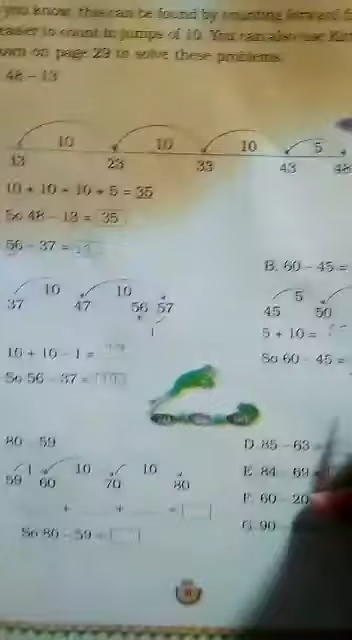 you know, this can be found by counting forward
easier to count in jumps of 10. You can also use
own on page 29 to solve these problems.
48 - 13
10 10 10 5
13 23 33 43 48
10 + 10 + 10 + 5 = 35
So 48 - 13 = 35
56 - 37 =
B. 60 - 45 =
10 10 5
37 47 56 57 45 50
1
5 + 10 =
10 + 10 - 1 =
So 60 - 45 =
So 56 - 37 =
80 59
D. 85 - 63 =
1 10 10
E. 84 - 69
59 60 70 80
F. 60 20
+ + =
G. 90
So 80 - 59 =